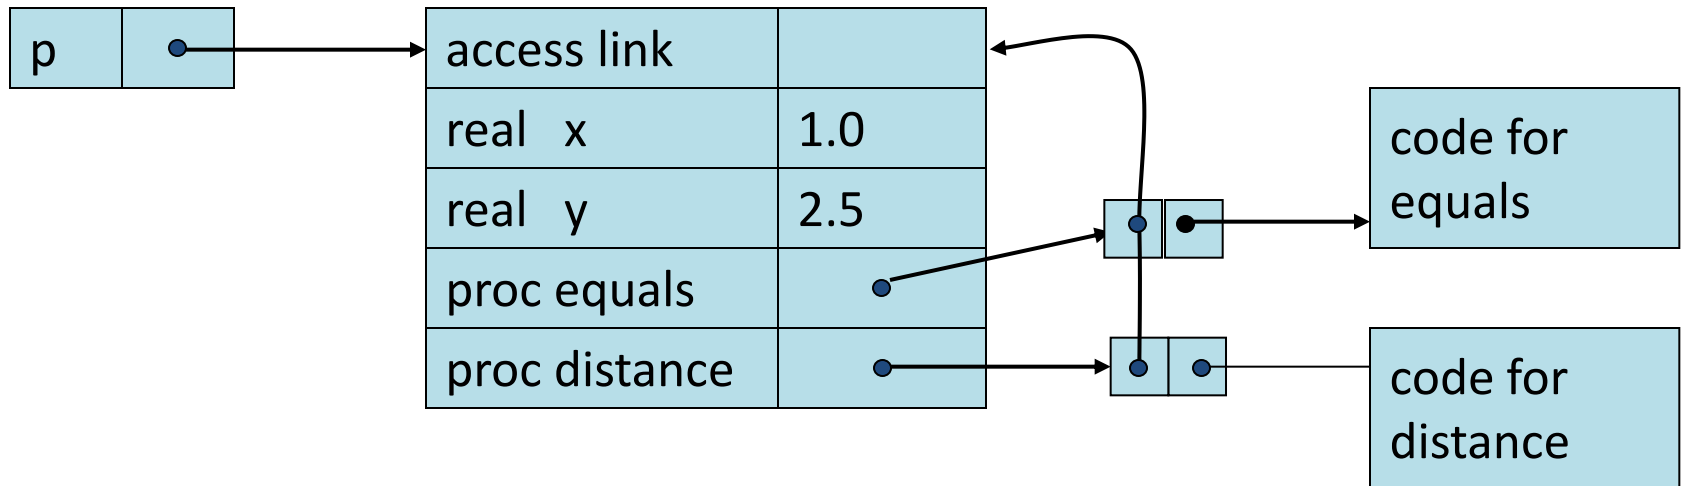 p
access link
real x 1.0
real y 2.5
proc equals
proc distance
code for
equals
code for
distance